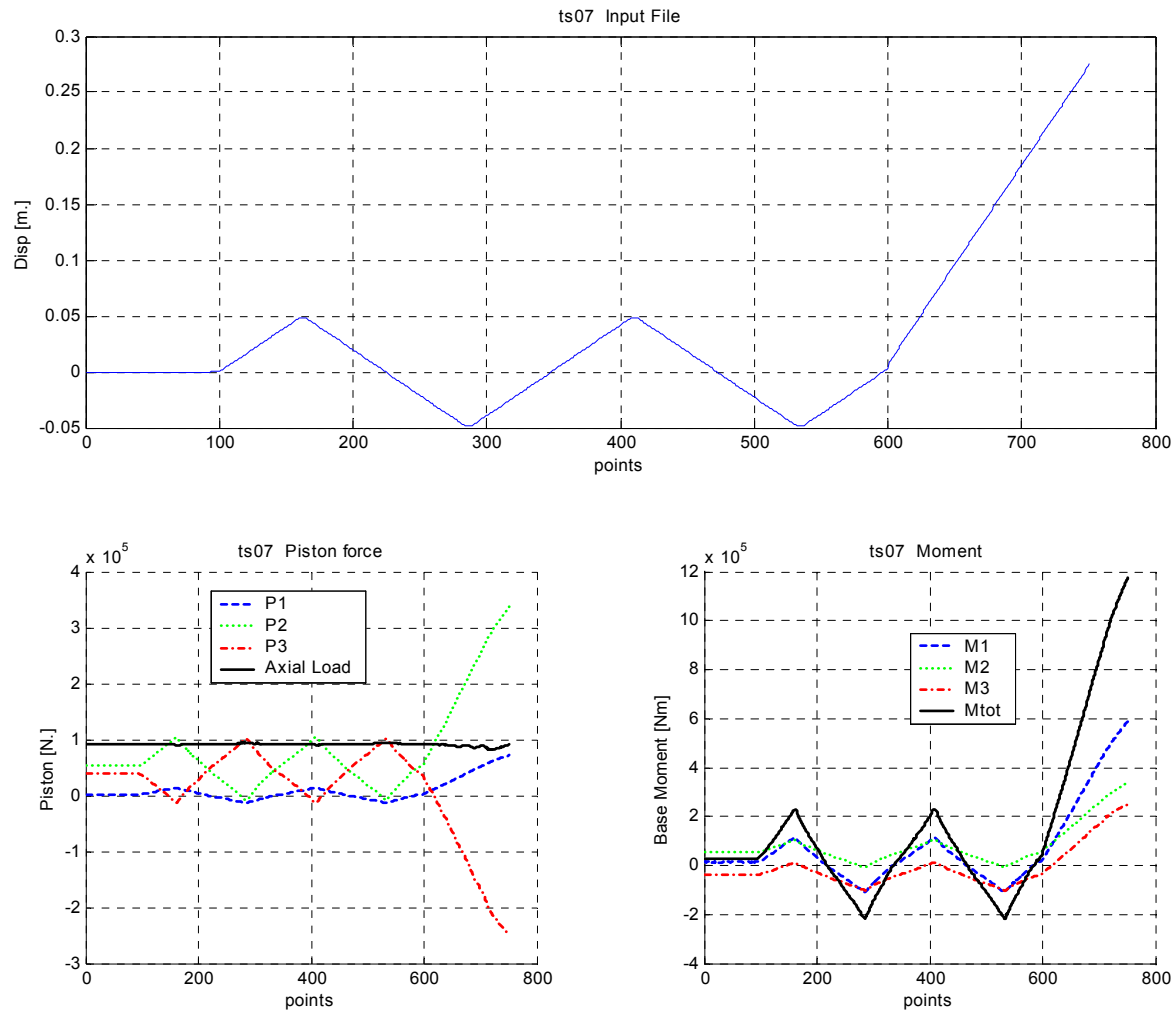 ts07 Input File
0.3
0.25
0.2
0.15
0.1
0.05
0
-0.05
Disp [m.]
0 100 200 300 400 500 600 700 800
points
ts07 Piston force
x 10^5
4
3
2
1
0
-1
-2
-3
Piston [N.]
P1
P2
P3
Axial Load
0 200 400 600 800
points
ts07 Moment
x 10^5
12
10
8
6
4
2
0
-2
-4
Base Moment [Nm]
M1
M2
M3
Mtot
0 200 400 600 800
points